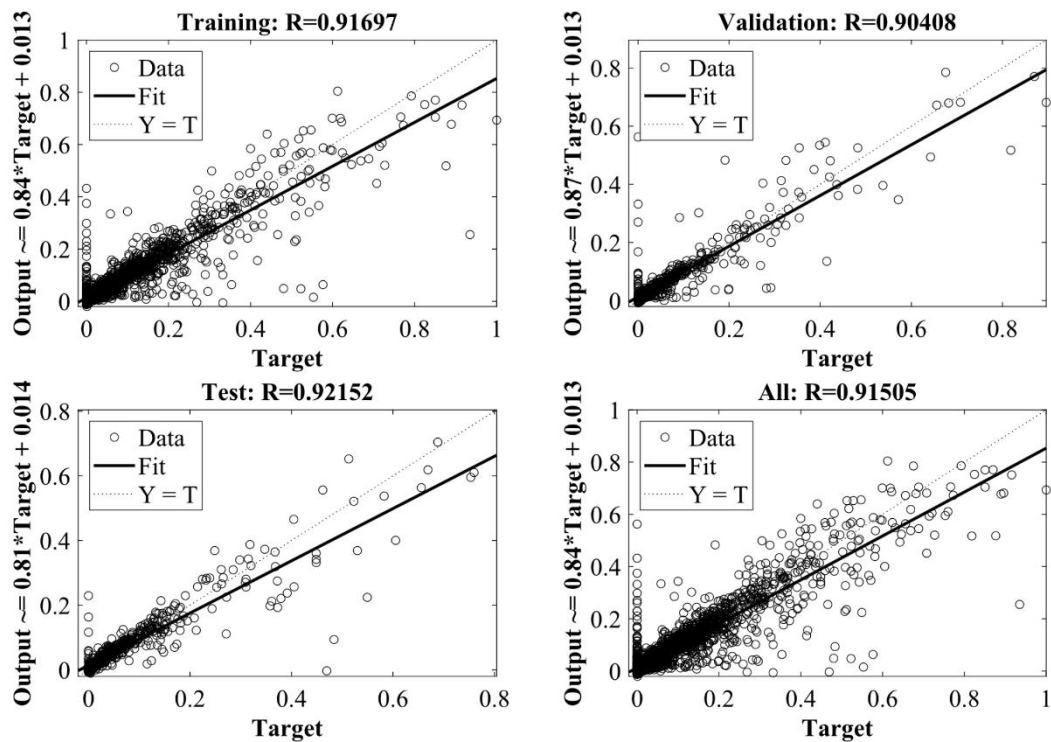 Training: R=0.91697
Output ~= 0.84*Target + 0.013
1
0.8
0.6
0.4
0.2
0
Data
Fit
Y = T
0 0.2 0.4 0.6 0.8 1
Target
Validation: R=0.90408
Output ~= 0.87*Target + 0.013
0.8
0.6
0.4
0.2
0
Data
Fit
Y = T
0 0.2 0.4 0.6 0.8
Target
Test: R=0.92152
Output ~= 0.81*Target + 0.014
0.8
0.6
0.4
0.2
0
Data
Fit
Y = T
0 0.2 0.4 0.6 0.8
Target
All: R=0.91505
Output ~= 0.84*Target + 0.013
1
0.8
0.6
0.4
0.2
0
Data
Fit
Y = T
0 0.2 0.4 0.6 0.8 1
Target